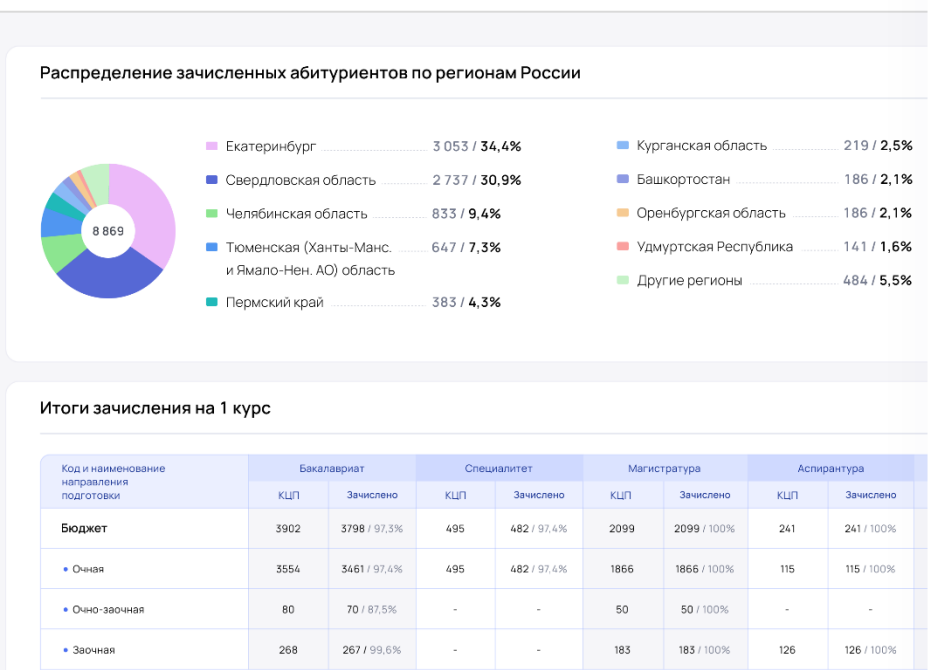 Распределение зачисленных абитуриентов по регионам России
8 869
Екатеринбург 3 053 / 34,4%
Свердловская область 2 737 / 30,9%
Челябинская область 833 / 9,4%
Тюменская (Ханты-Манс. 647 / 7,3%
и Ямало-Нен. АО) область
Пермский край 383 / 4,3%
Курганская область 219 / 2,5%
Башкортостан 186 / 2,1%
Оренбургская область 186 / 2,1%
Удмуртская Республика 141 / 1,6%
Другие регионы 484 / 5,5%
Итоги зачисления на 1 курс
Код и наименование
направления
подготовки
Бакалавриат Специалитет Магистратура Аспирантура
КЦП Зачислено КЦП Зачислено КЦП Зачислено КЦП Зачислено
Бюджет 3902 3798 / 97,3% 495 482 / 97,4% 2099 2099 / 100% 241 241 / 100%
• Очная 3554 3461 / 97,4% 495 482 / 97,4% 1866 1866 / 100% 115 115 / 100%
• Очно-заочная 80 70 / 87,5% - - 50 50 / 100% - -
• Заочная 268 267 / 99,6% - - 183 183 / 100% 126 126 / 100%